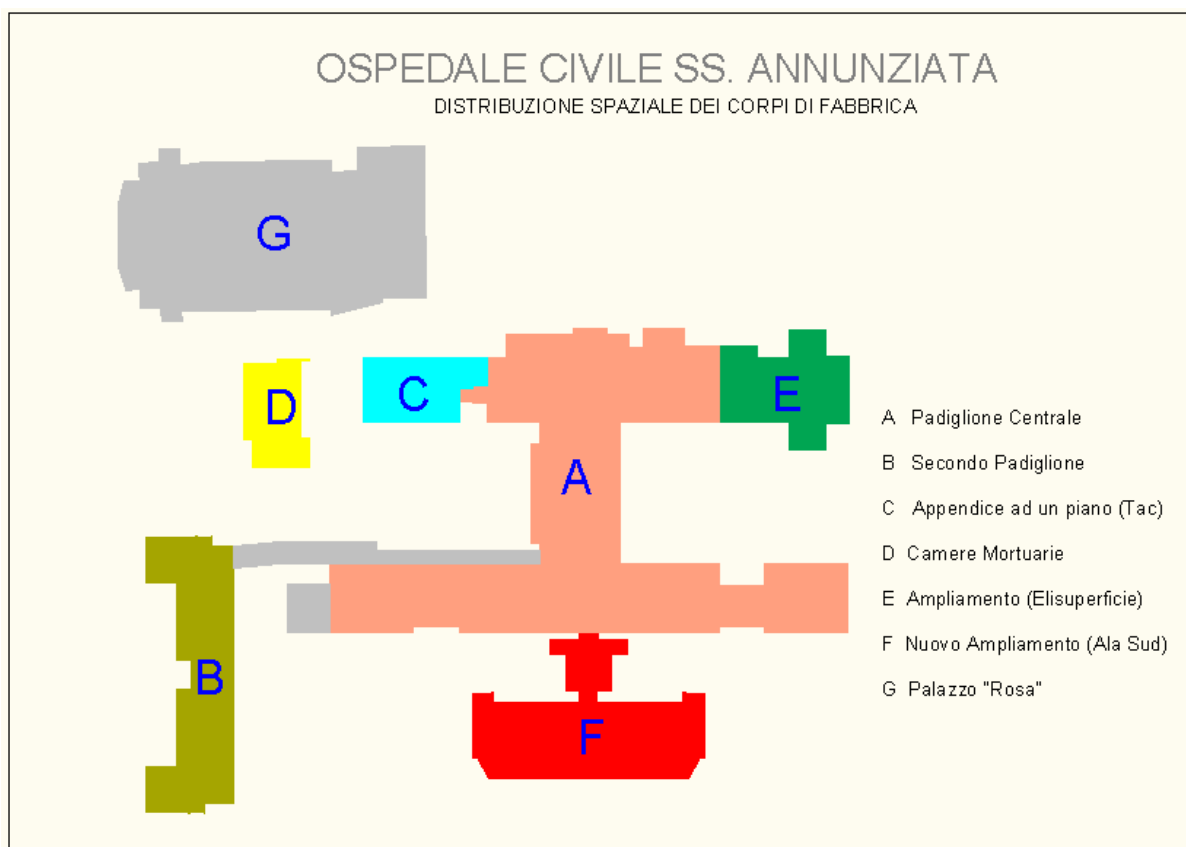 OSPEDALE CIVILE SS. ANNUNZIATA
DISTRIBUZIONE SPAZIALE DEI CORPI DI FABBRICA
G
D
C
E
A
B
F
A Padiglione Centrale
B Secondo Padiglione
C Appendice ad un piano (Tac)
D Camere Mortuarie
E Ampliamento (Elisuperficie)
F Nuovo Ampliamento (Ala Sud)
G Palazzo "Rosa"